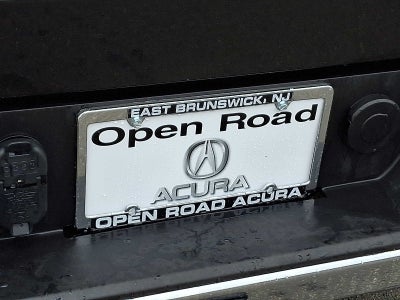 EAST BRUNSWICK, NJ
Open Road
ACURA
OPEN ROAD ACURA